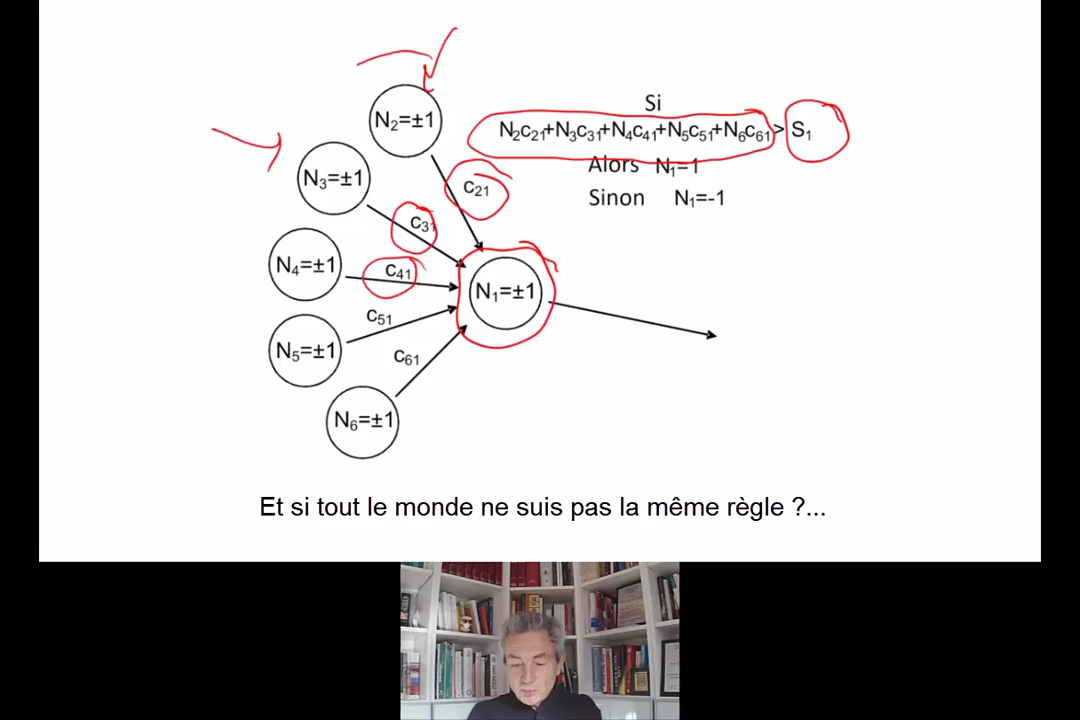 Si
N₂c₂₁+N₃c₃₁+N₄c₄₁+N₅c₅₁+N₆c₆₁> S₁
Alors N₁=1
Sinon N₁=-1
N₂=±1
N₃=±1
N₄=±1
N₅=±1
N₆=±1
c₂₁
c₃₁
c₄₁
c₅₁
c₆₁
N₁=±1
Et si tout le monde ne suis pas la même règle ?...